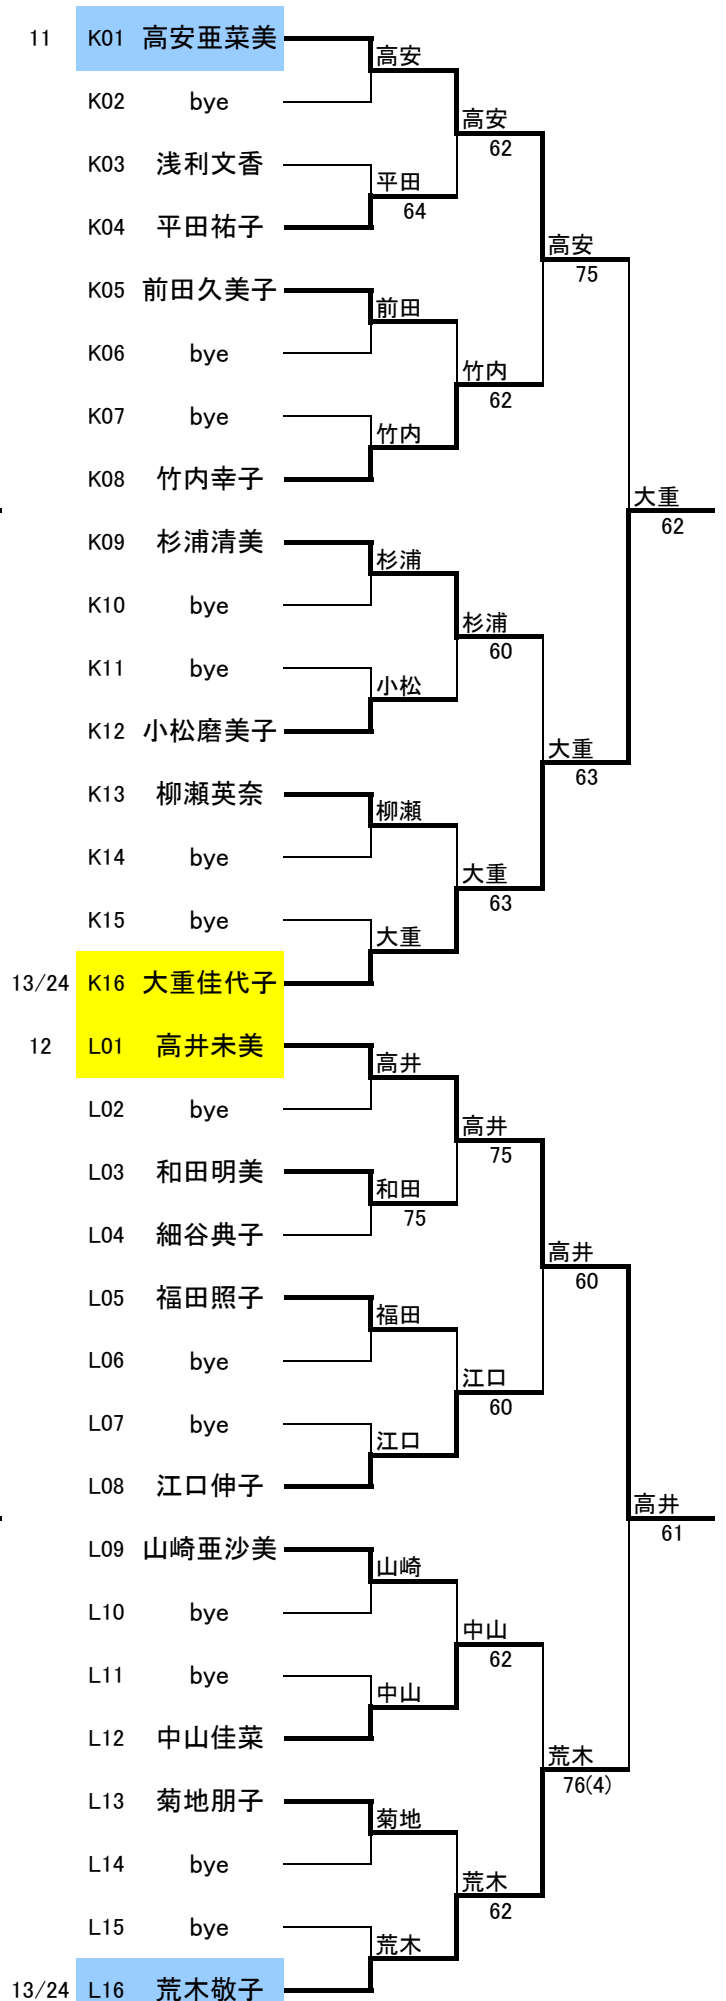 11 K01 高安亜菜美
高安
K02 bye
高安
62
K03 浅利文香
平田
64
K04 平田祐子
高安
75
K05 前田久美子
前田
K06 bye
竹内
62
K07 bye
竹内
K08 竹内幸子
大重
62
K09 杉浦清美
杉浦
K10 bye
杉浦
60
K11 bye
小松
K12 小松磨美子
大重
63
K13 柳瀬英奈
柳瀬
K14 bye
大重
63
K15 bye
大重
13/24 K16 大重佳代子
12 L01 高井未美
高井
L02 bye
高井
75
L03 和田明美
和田
75
L04 細谷典子
高井
60
L05 福田照子
福田
L06 bye
江口
60
L07 bye
江口
L08 江口伸子
高井
61
L09 山崎亜沙美
山崎
L10 bye
中山
62
L11 bye
中山
L12 中山佳菜
荒木
76(4)
L13 菊地朋子
菊地
L14 bye
荒木
62
L15 bye
荒木
13/24 L16 荒木敬子